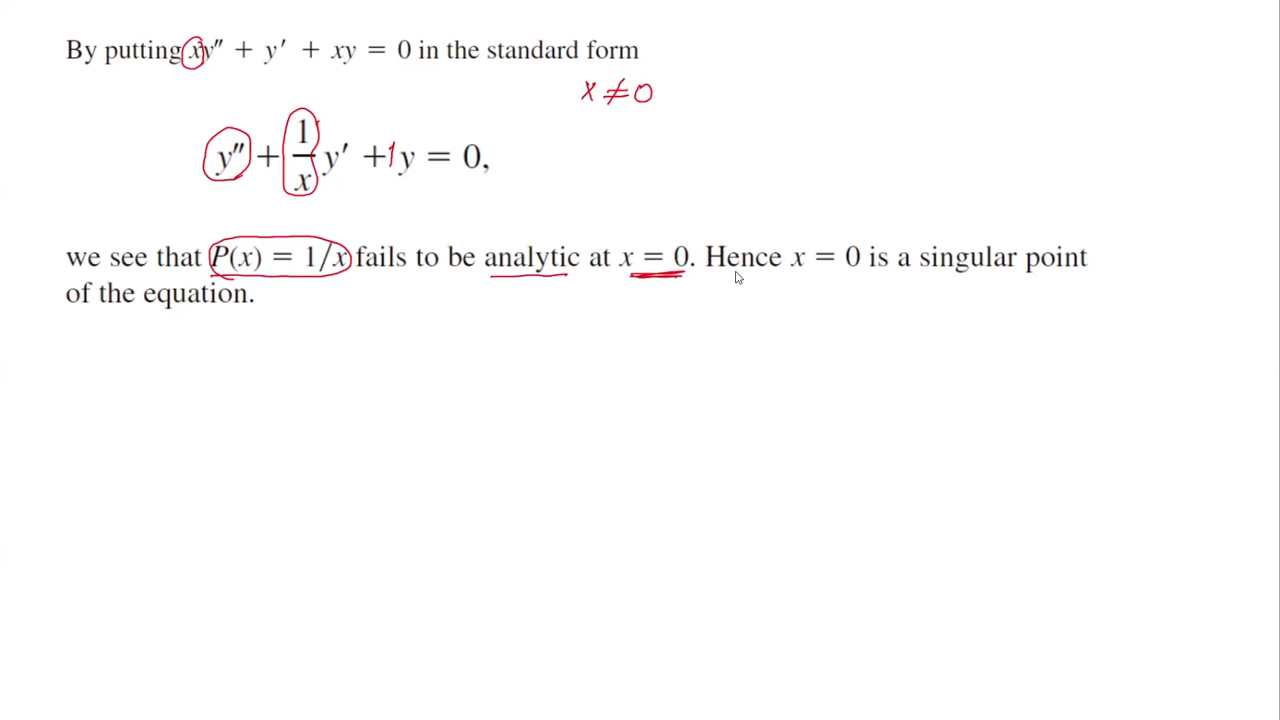 By putting xy″ + y′ + xy = 0 in the standard form
x ≠ 0
y″ + 1/x y′ + 1y = 0,
we see that P(x) = 1/x fails to be analytic at x = 0. Hence x = 0 is a singular point
of the equation.